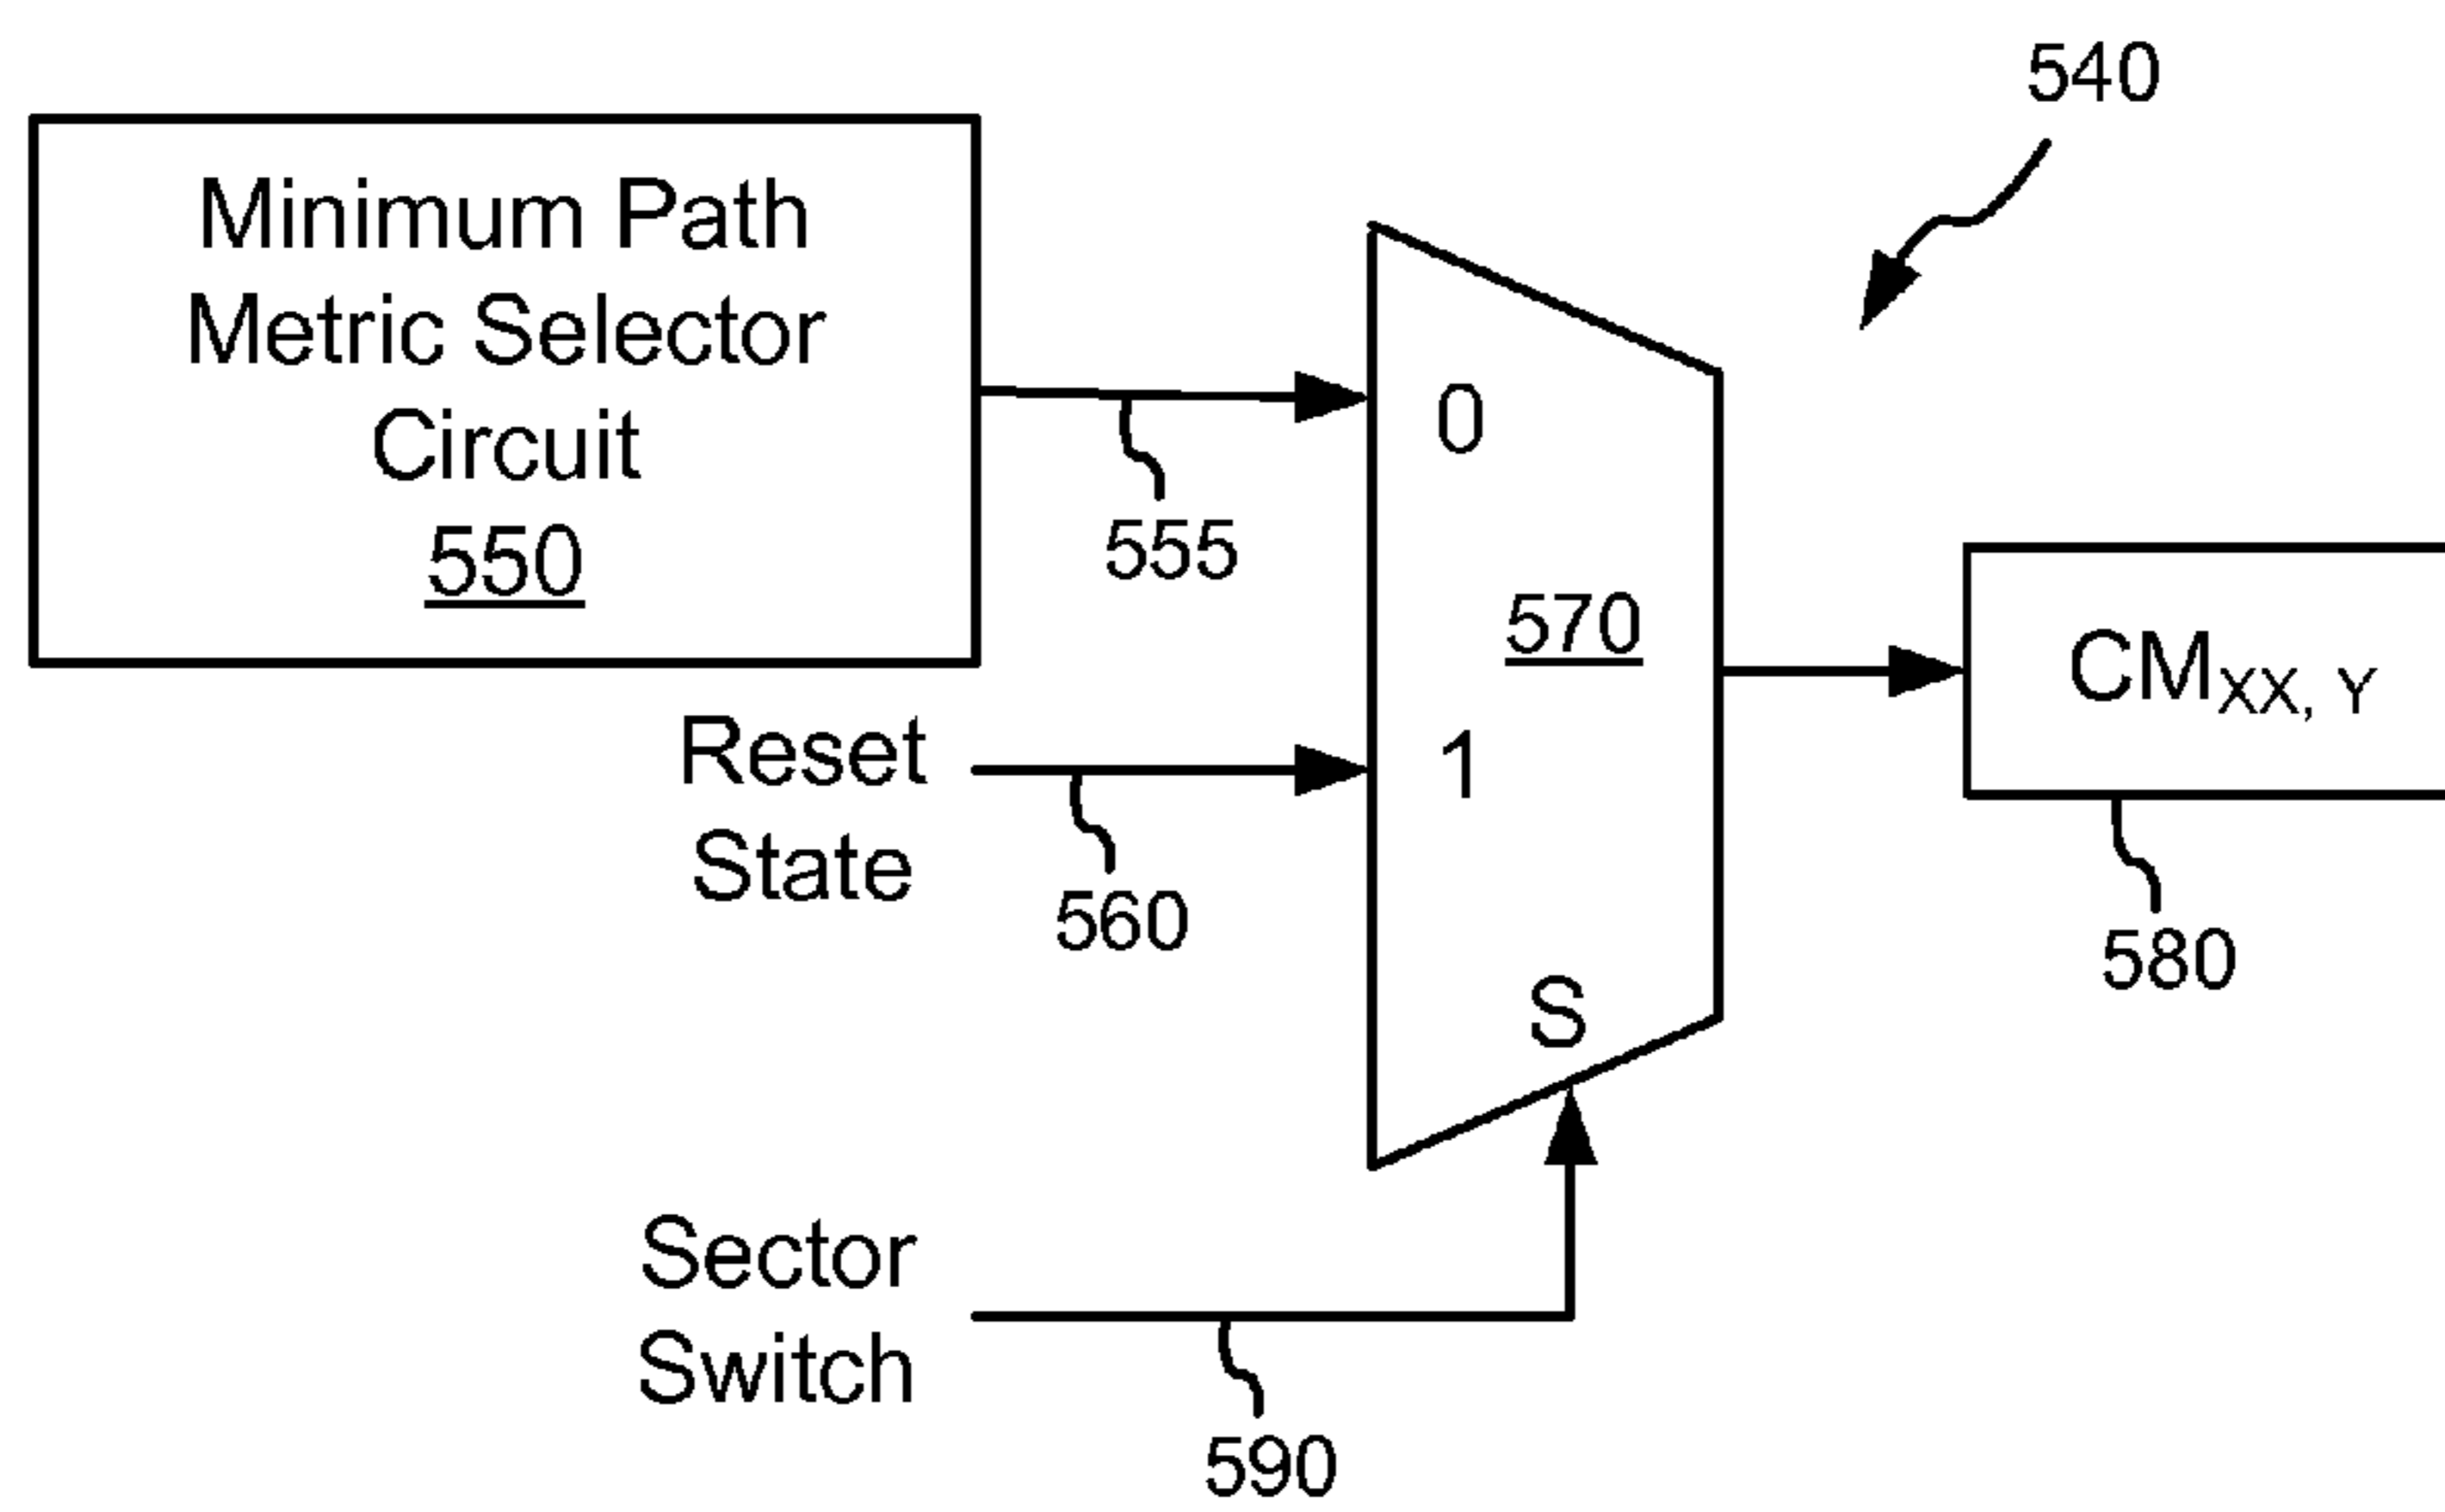 540
Minimum Path
Metric Selector
Circuit
550
555
0
570
1
S
CMXX, Y
580
Reset
State
560
Sector
Switch
590